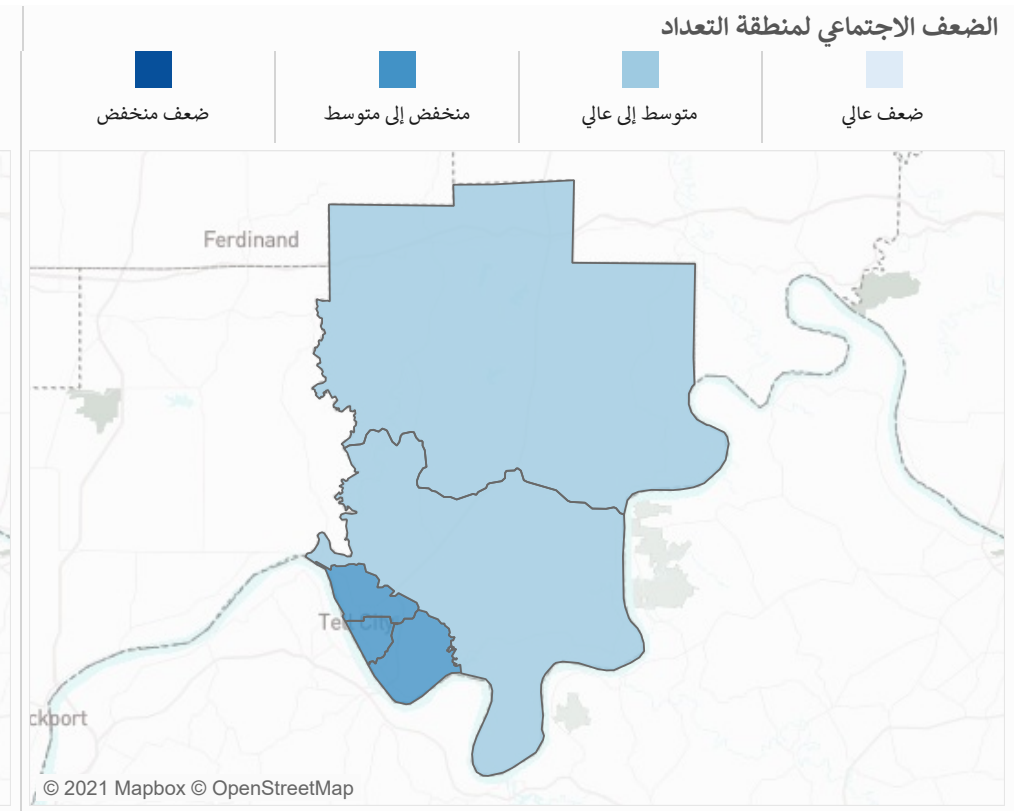 الضعف الاجتماعي لمنطقة التعداد
ضعف عالي
متوسط إلى عالي
منخفض إلى متوسط
ضعف منخفض
Ferdinand
Tell City
ckport
© 2021 Mapbox © OpenStreetMap